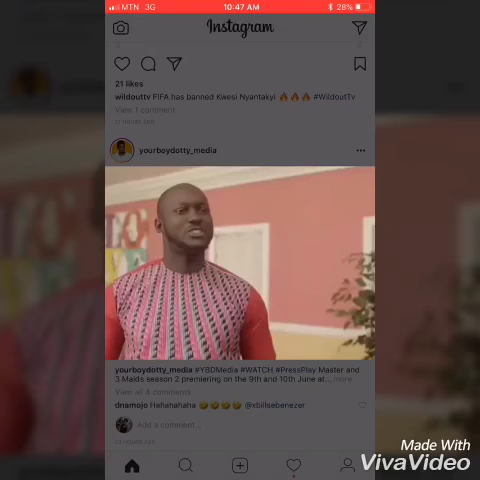 MTN 3G 10:47 AM 28%
Instagram
21 likes
wildouttv FIFA has banned Kwesi Nyantakyi 🔥🔥🔥 #WildoutTv
View 1 comment
yourboydotty_media
yourboydotty_media #YBDMedia #WATCH #PressPlay Master and
3 Maids season 2 premiering on the 9th and 10th June at... more
View all 4 comments
dnamojo Hahahahaha 🤣🤣🤣🤣 @xbillsebenezer
Add a comment...
Made With
VivaVideo